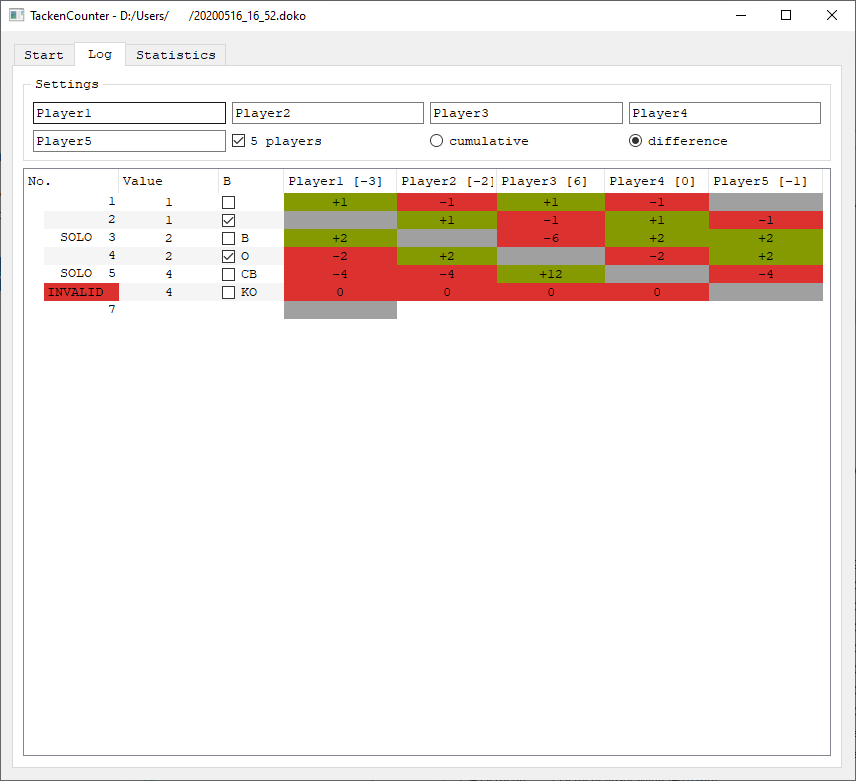 TackenCounter - D:/Users/ /20200516_16_52.doko
Start Log Statistics
Settings
Player1 Player2 Player3 Player4
Player5 5 players cumulative difference
No. Value B Player1 [-3] Player2 [-2] Player3 [6] Player4 [0] Player5 [-1]
1 1 +1 -1 +1 -1
2 1 +1 -1 +1 -1
SOLO 3 2 B +2 -6 +2 +2
4 2 O -2 +2 -2 +2
SOLO 5 4 CB -4 -4 +12 -4
INVALID 4 KO 0 0 0 0
7